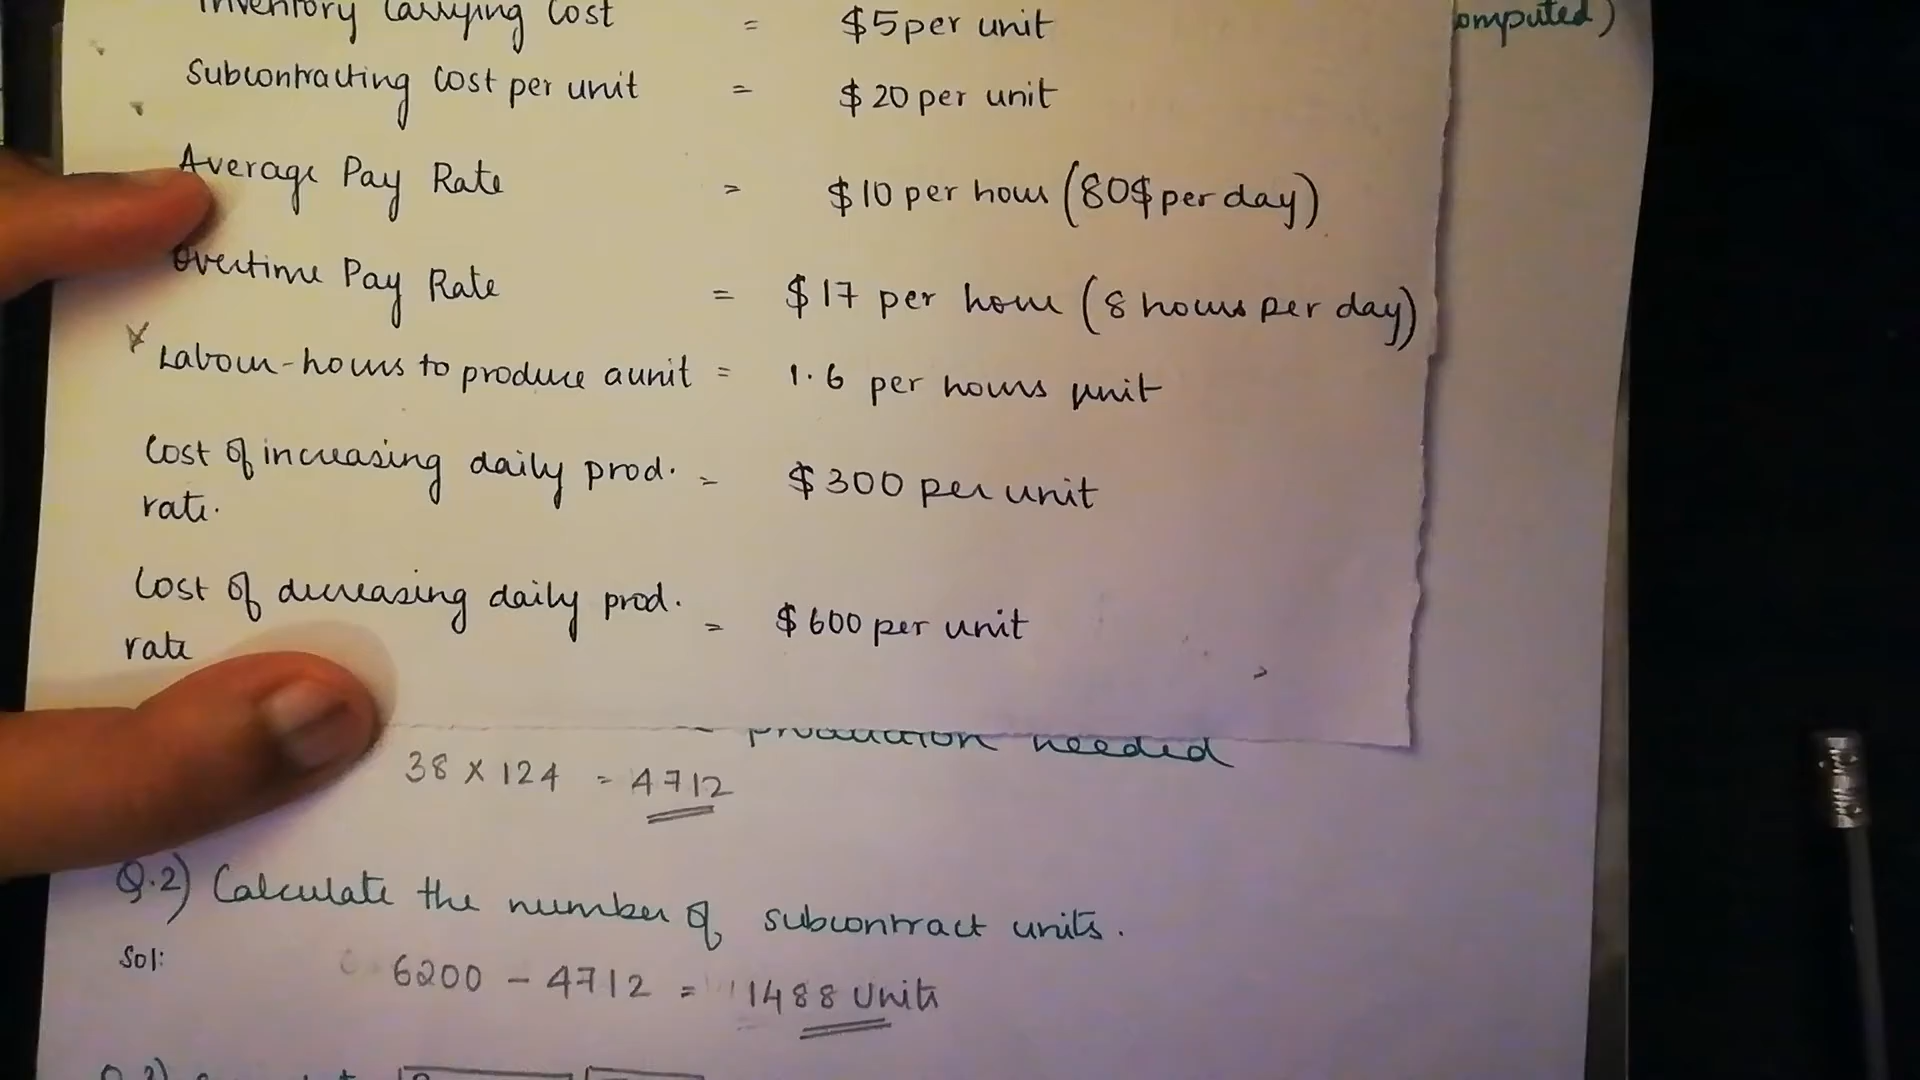 Inventory Carrying Cost = $5 per unit
omputed)
Subcontracting Cost per unit = $20 per unit
Average Pay Rate = $10 per hour (80$ per day)
Overtime Pay Rate = $17 per hour (8 hours per day)
Labour-hours to produce a unit = 1.6 per hours unit
Cost of increasing daily prod. = $300 per unit
rate.
Cost of decreasing daily prod. = $600 per unit
rate
production needed
38 x 124 = 4712
Q.2) Calculate the number of subcontract units.
Sol:
6200 - 4712 = 1488 Units